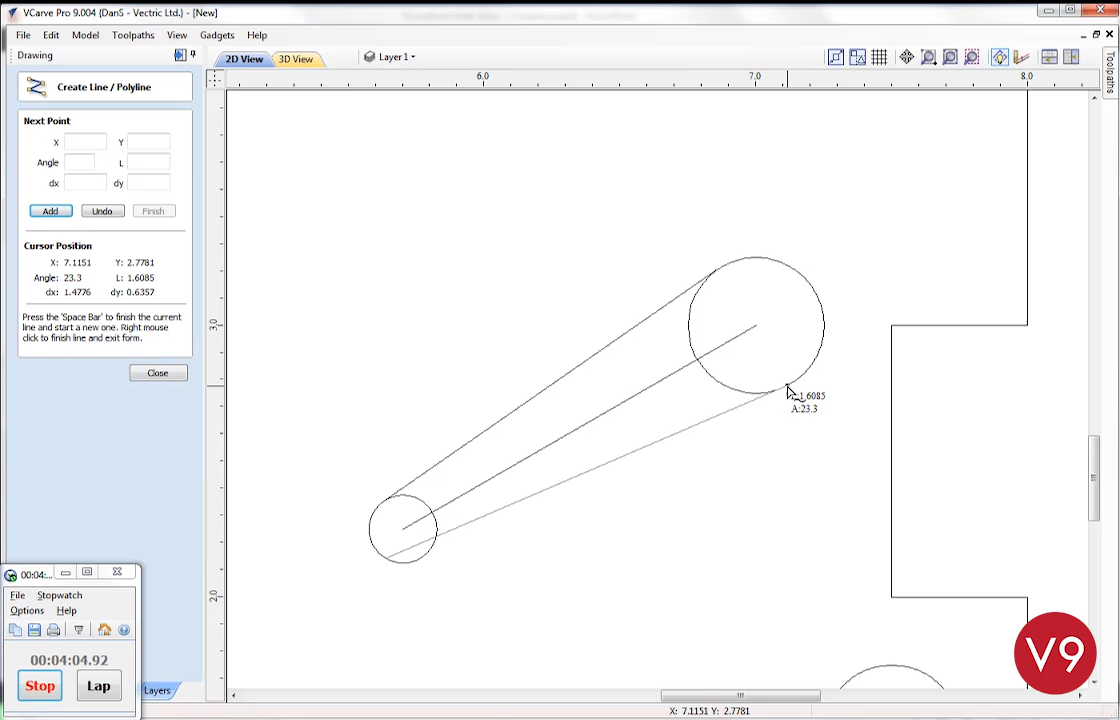 VCarve Pro 9.004 {DanS - Vectric Ltd.} - [New]
File Edit Model Toolpaths View Gadgets Help
Drawing
2D View 3D View Layer 1
Create Line / Polyline
6.0 7.0 8.0
Toolpaths
Next Point
X Y
Angle L
dx dy
Add Undo Finish
Cursor Position
X: 7.1151 Y: 2.7781
Angle: 23.3 L: 1.6085
dx: 1.4776 dy: 0.6357
Press the 'Space Bar' to finish the current
line and start a new one. Right mouse
click to finish line and exit form.
Close
3.0
1.6085
A:23.3
2.0
00:04:...
File Stopwatch
Options Help
00:04:04.92
Stop Lap
Layers
V9
X: 7.1151 Y: 2.7781